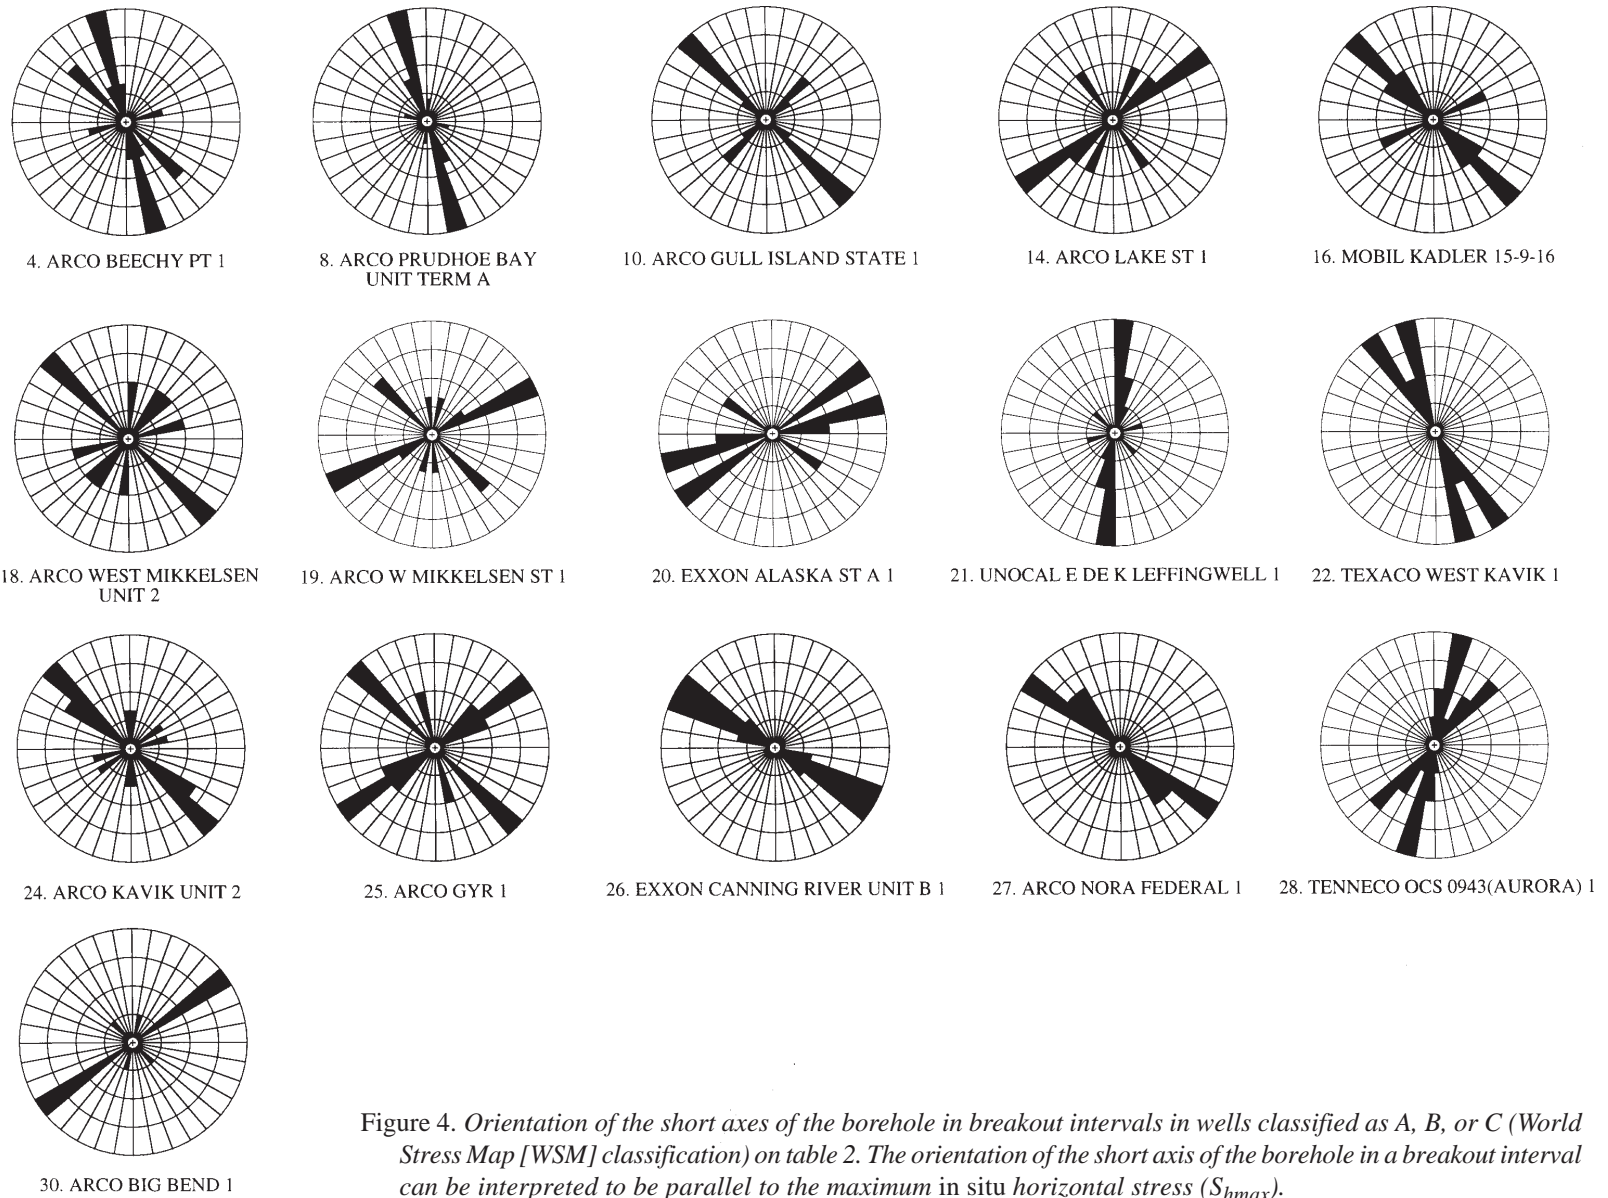 4. ARCO BEECHY PT 1
8. ARCO PRUDHOE BAY
UNIT TERM A
10. ARCO GULL ISLAND STATE 1
14. ARCO LAKE ST 1
16. MOBIL KADLER 15-9-16
18. ARCO WEST MIKKELSEN
UNIT 2
19. ARCO W MIKKELSEN ST 1
20. EXXON ALASKA ST A 1
21. UNOCAL E DE K LEFFINGWELL 1
22. TEXACO WEST KAVIK 1
24. ARCO KAVIK UNIT 2
25. ARCO GYR 1
26. EXXON CANNING RIVER UNIT B 1
27. ARCO NORA FEDERAL 1
28. TENNECO OCS 0943(AURORA) 1
30. ARCO BIG BEND 1
Figure 4. Orientation of the short axes of the borehole in breakout intervals in wells classified as A, B, or C (World
Stress Map [WSM] classification) on table 2. The orientation of the short axis of the borehole in a breakout interval
can be interpreted to be parallel to the maximum in situ horizontal stress (Shmax).